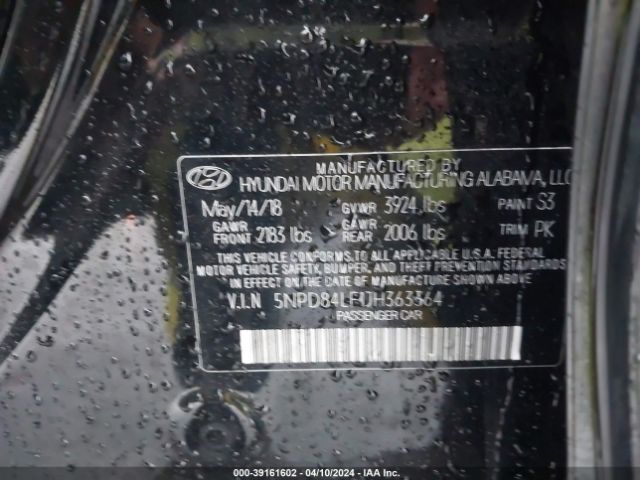 MANUFACTURED BY
HYUNDAI MOTOR MANUFACTURING ALABAMA, LLC
May/14/18 GVWR 3924 lbs PAINT S3
GAWR FRONT 2183 lbs GAWR REAR 2006 lbs TRIM PK
THIS VEHICLE CONFORMS TO ALL APPLICABLE U.S.A. FEDERAL
MOTOR VEHICLE SAFETY, BUMPER, AND THEFT PREVENTION STANDARDS
IN EFFECT ON THE DATE OF MANUFACTURE SHOWN ABOVE.
V.I.N 5NPD84LF1JH363364
PASSENGER CAR
000-39161602 - 04/10/2024 - IAA Inc.